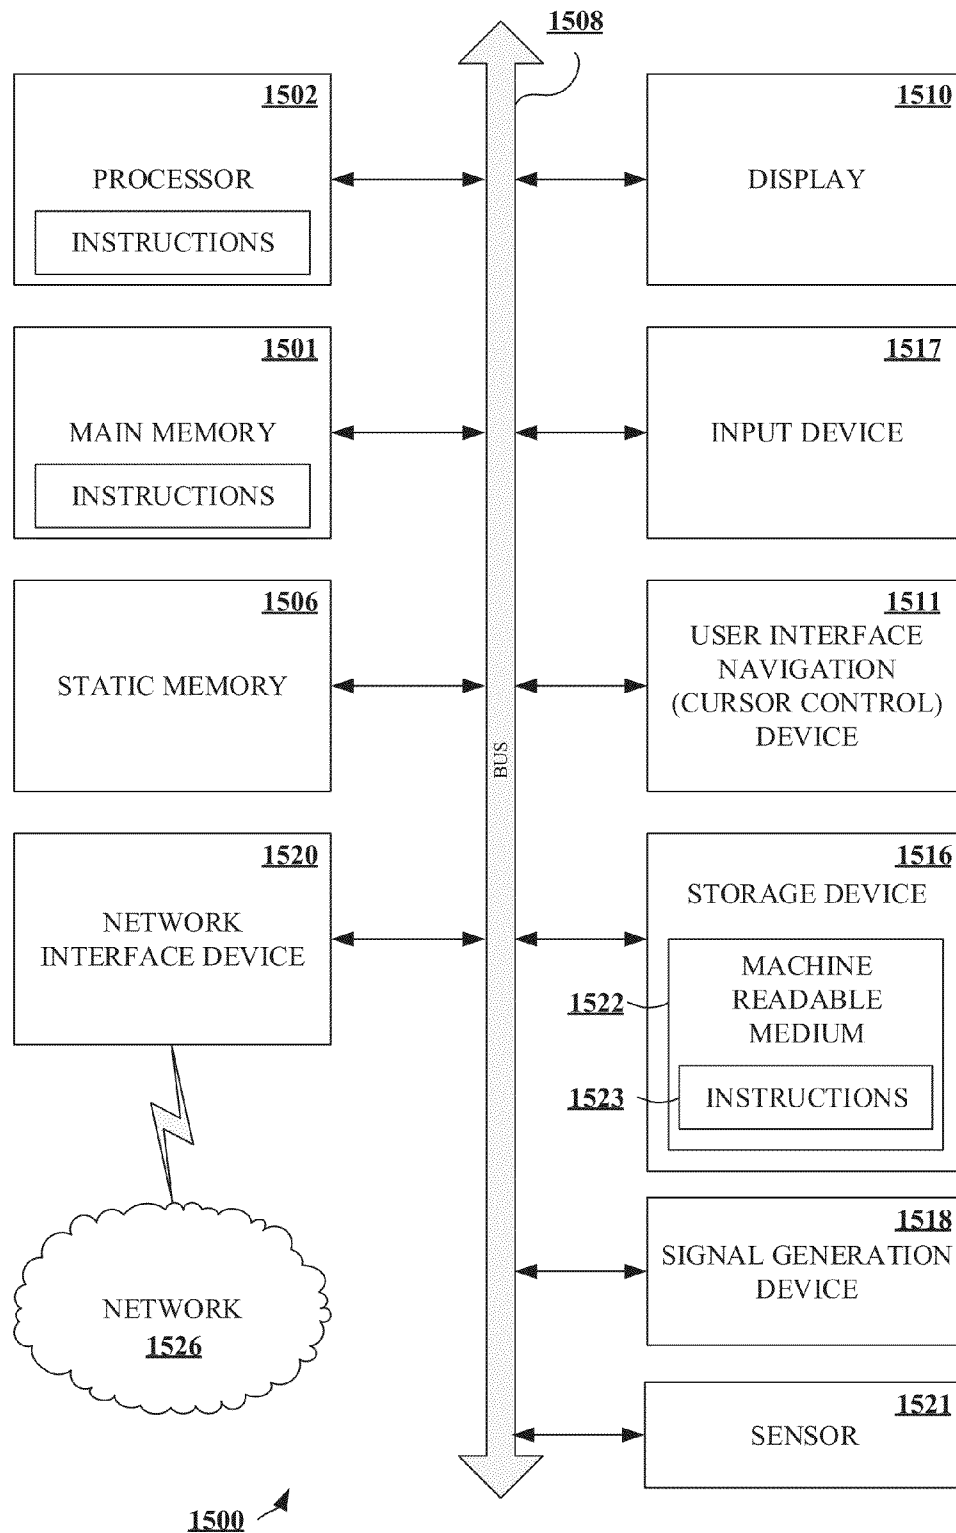 1508
1502
PROCESSOR
INSTRUCTIONS
1510
DISPLAY
1501
MAIN MEMORY
INSTRUCTIONS
1517
INPUT DEVICE
1506
STATIC MEMORY
1511
USER INTERFACE
NAVIGATION
(CURSOR CONTROL)
DEVICE
BUS
1520
NETWORK
INTERFACE DEVICE
1516
STORAGE DEVICE
MACHINE
READABLE
MEDIUM
1522
INSTRUCTIONS
1523
1518
SIGNAL GENERATION
DEVICE
NETWORK
1526
1521
SENSOR
1500